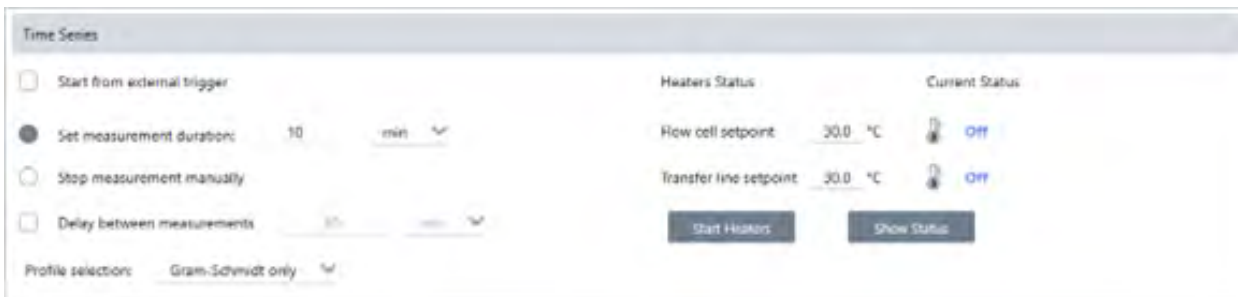 Time Series
Start from external trigger
Set measurement duration: 10 min
Stop measurement manually
Delay between measurements
Profile selection: Gram-Schmidt only
Heaters Status Current Status
Flow cell setpoint 30.0 °C Off
Transfer line setpoint 30.0 °C Off
Start Heaters Show Status